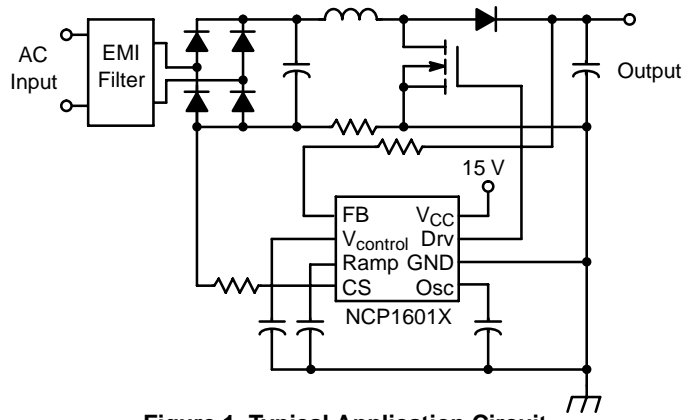 AC
Input
EMI
Filter
Output
15 V
FB
VCC
Vcontrol
Drv
Ramp
GND
CS
Osc
NCP1601X
Figure 1. Typical Application Circuit